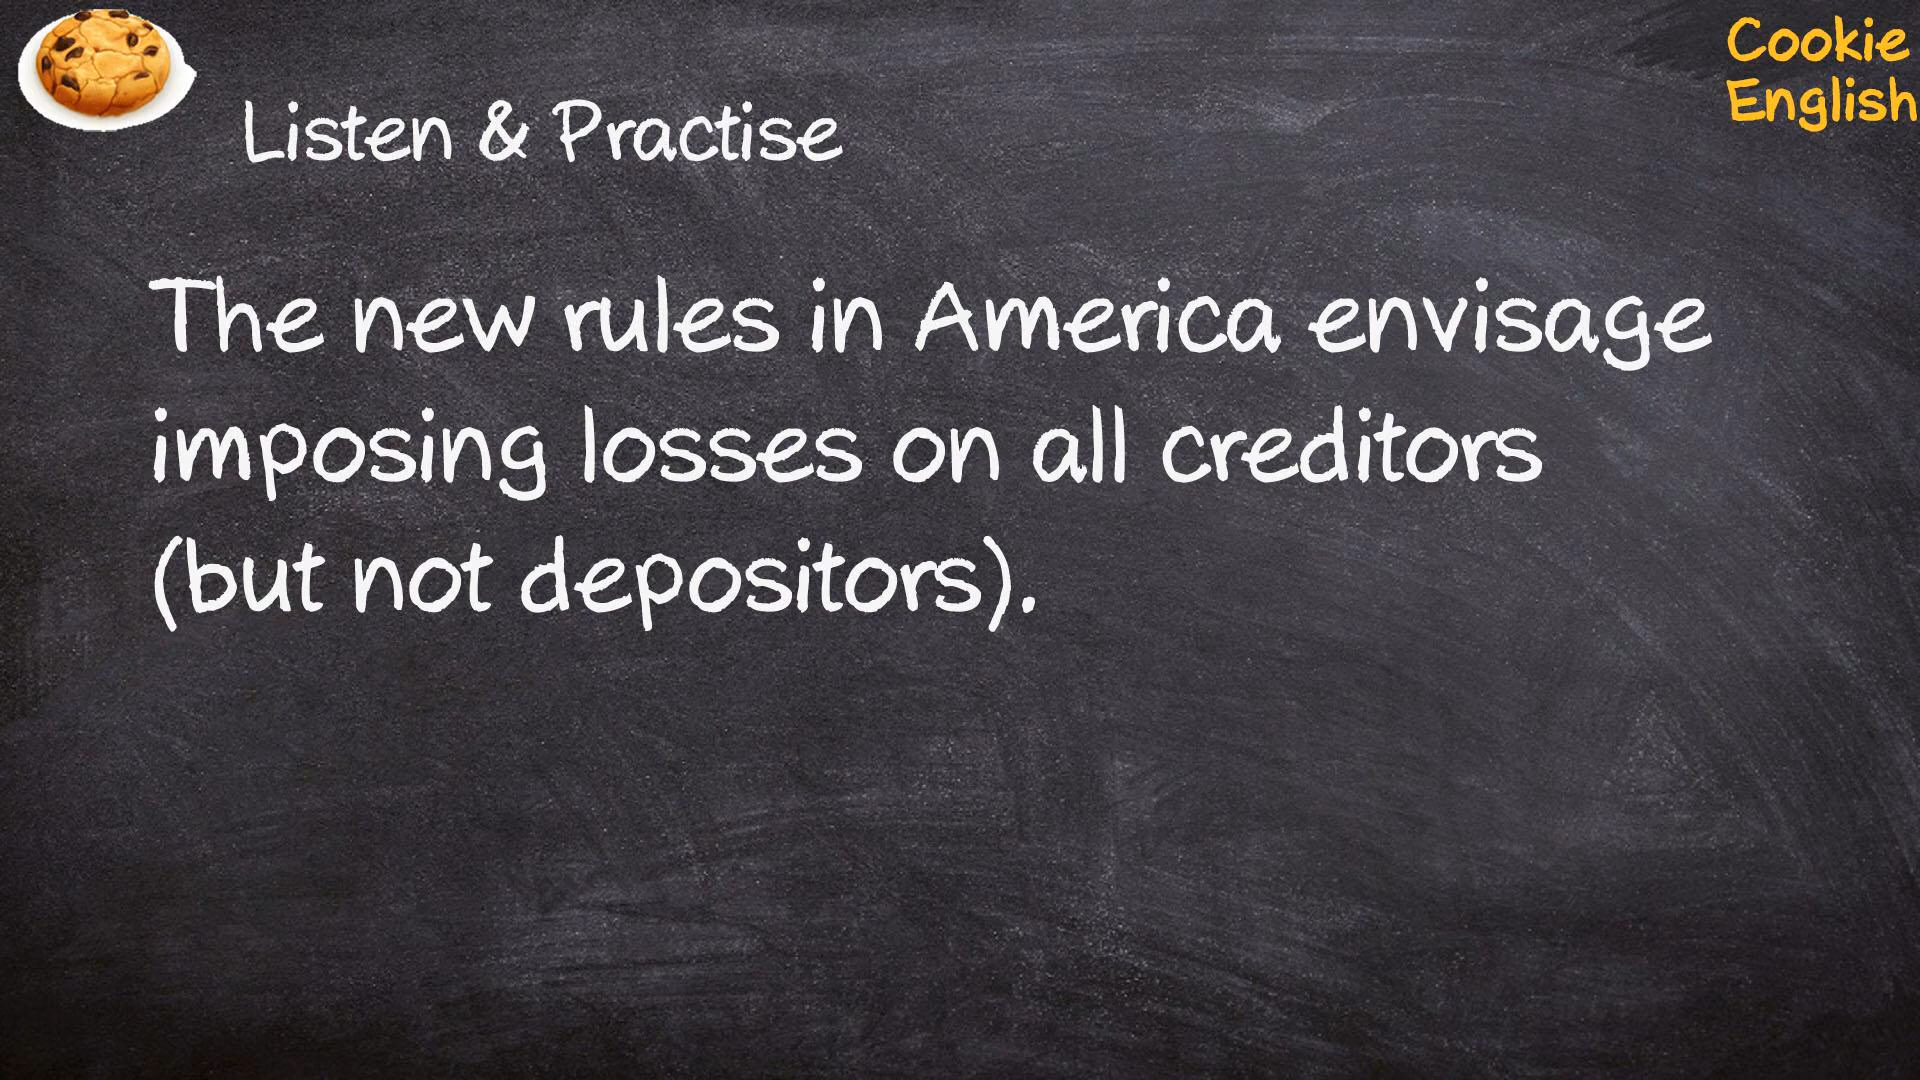 Cookie
English
Listen & Practise
The new rules in America envisage
imposing losses on all creditors
(but not depositors).